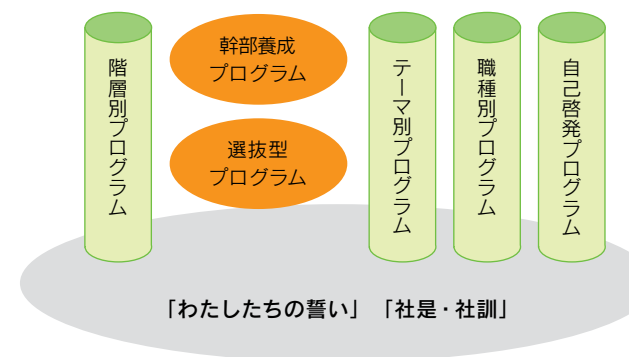 階層別プログラム
幹部養成
プログラム
選抜型
プログラム
テーマ別プログラム
職種別プログラム
自己啓発プログラム
「わたしたちの誓い」「社是・社訓」